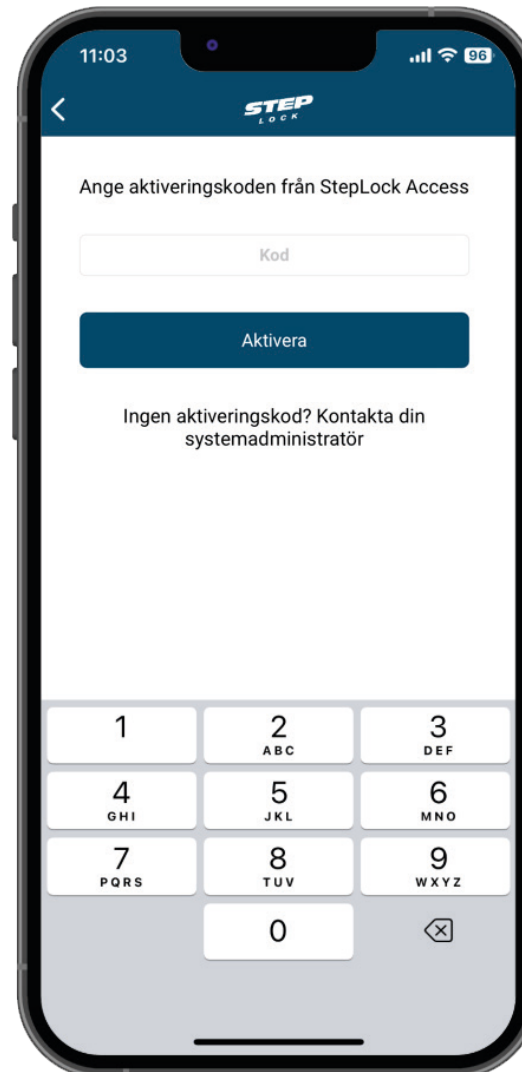 11:03
96
STEP
LOCK
Ange aktiveringskoden från StepLock Access
Kod
Aktivera
Ingen aktiveringskod? Kontakta din
systemadministratör
1
2
3
ABC
DEF
4
5
6
GHI
JKL
MNO
7
8
9
PQRS
TUV
WXYZ
0